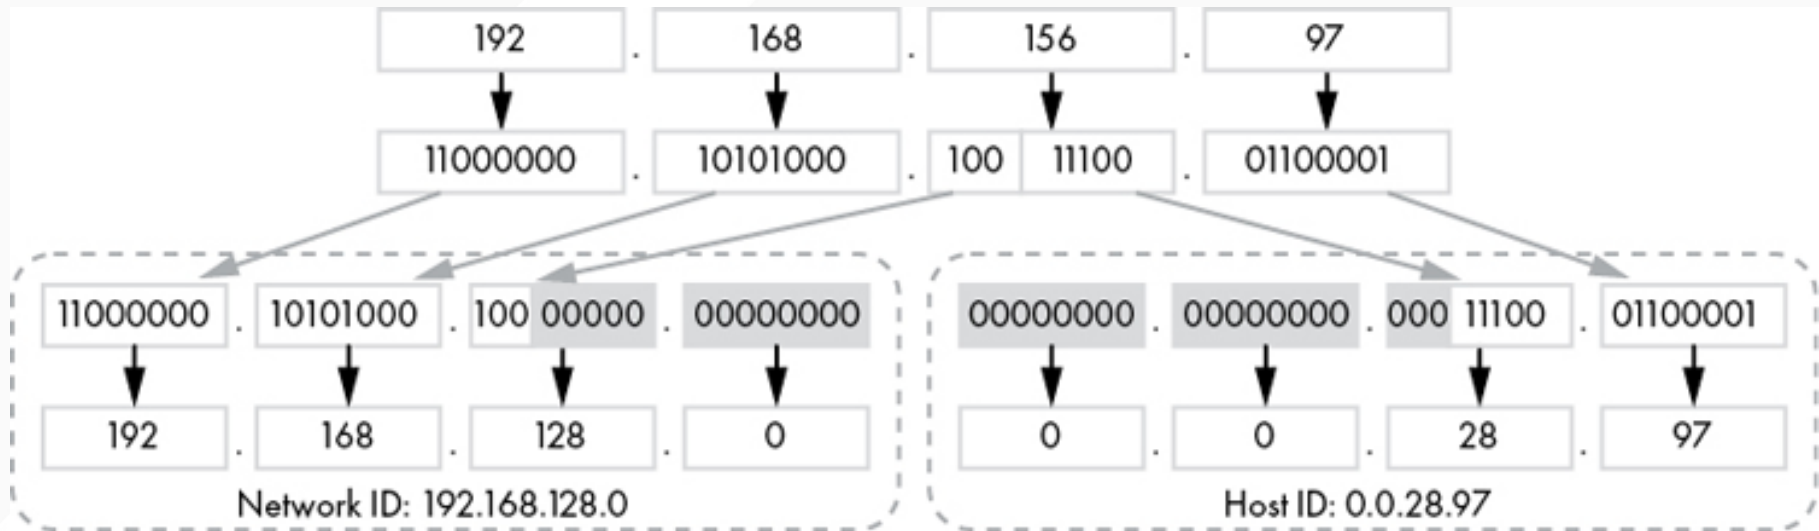 192 . 168 . 156 . 97
11000000 . 10101000 . 100 11100 . 01100001
11000000 . 10101000 . 100 00000 . 00000000
00000000 . 00000000 . 000 11100 . 01100001
192 . 168 . 128 . 0
0 . 0 . 28 . 97
Network ID: 192.168.128.0
Host ID: 0.0.28.97